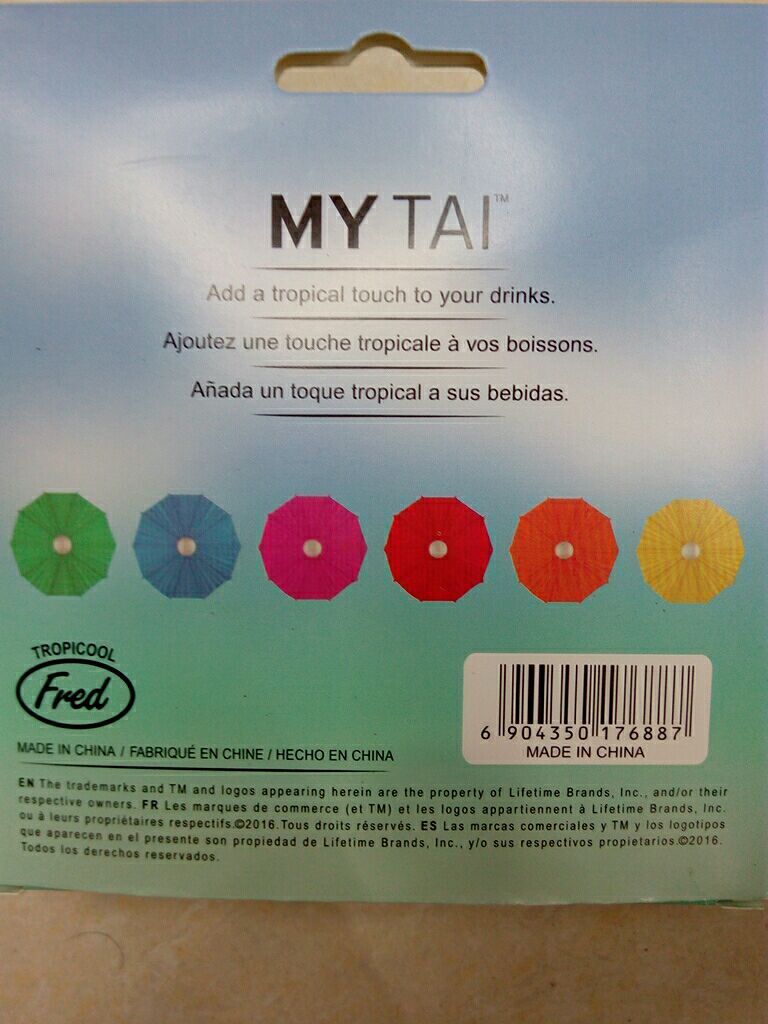 MY TAI™
Add a tropical touch to your drinks.
Ajoutez une touche tropicale à vos boissons.
Añada un toque tropical a sus bebidas.
TROPICOOL
Fred
MADE IN CHINA / FABRIQUÉ EN CHINE / HECHO EN CHINA
6 904350 176887
MADE IN CHINA
EN The trademarks and TM and logos appearing herein are the property of Lifetime Brands, Inc., and/or their
respective owners. FR Les marques de commerce (et TM) et les logos appartiennent à Lifetime Brands, Inc.
ou à leurs propriétaires respectifs.©2016.Tous droits réservés. ES Las marcas comerciales y TM y los logotipos
que aparecen en el presente son propiedad de Lifetime Brands, Inc., y/o sus respectivos propietarios.©2016.
Todos los derechos reservados.